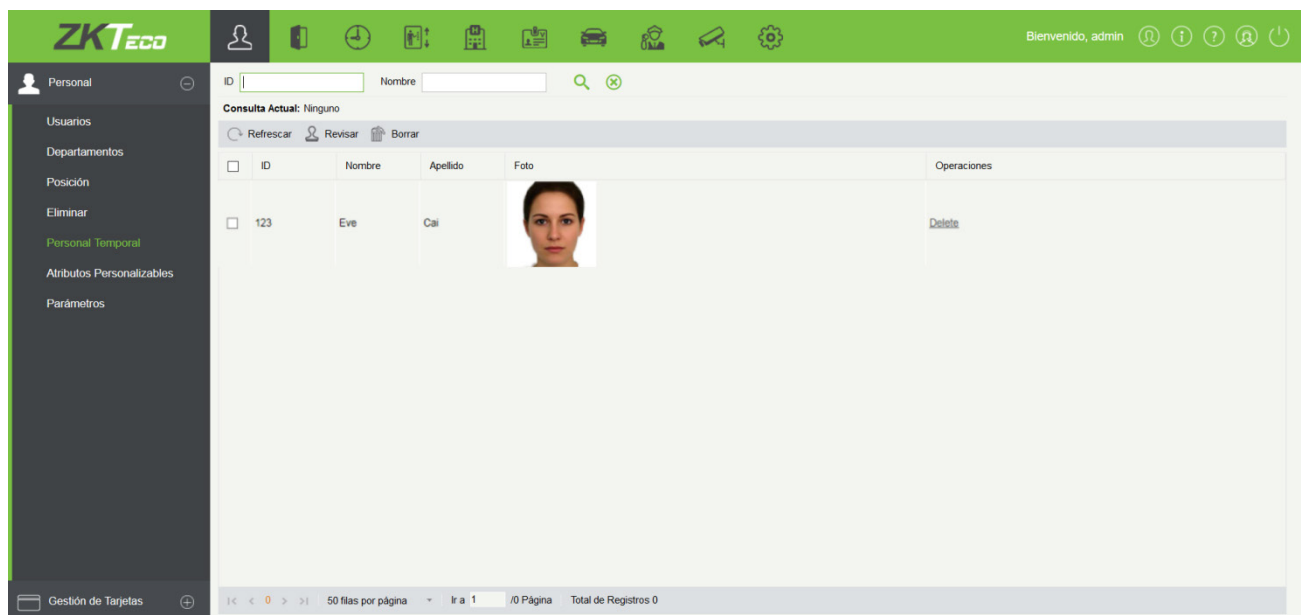 ZKTeco
Bienvenido, admin
Personal
ID
Nombre
Consulta Actual: Ninguno
Usuarios
Departamentos
Posición
Eliminar
Personal Temporal
Atributos Personalizables
Parámetros
Refrescar Revisar Borrar
ID Nombre Apellido Foto Operaciones
123 Eve Cai Delete
Gestión de Tarjetas
|< < 0 > >| 50 filas por página Ir a 1 /0 Página Total de Registros 0